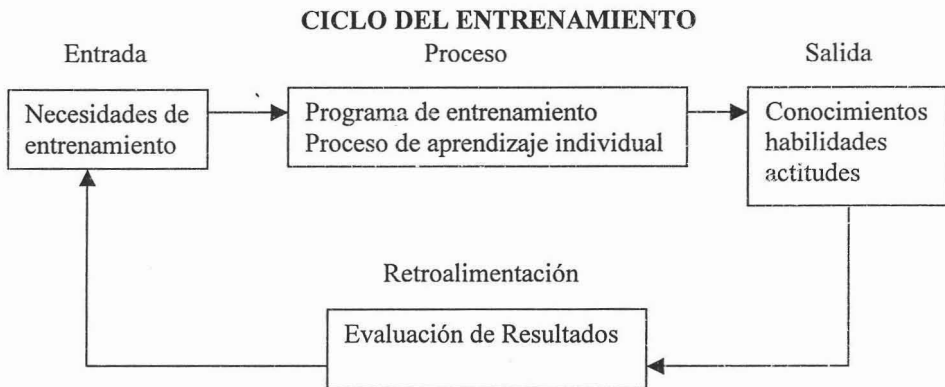 CICLO DEL ENTRENAMIENTO
Entrada
Proceso
Salida
Necesidades de
entrenamiento
Programa de entrenamiento
Proceso de aprendizaje individual
Conocimientos
habilidades
actitudes
Retroalimentación
Evaluación de Resultados